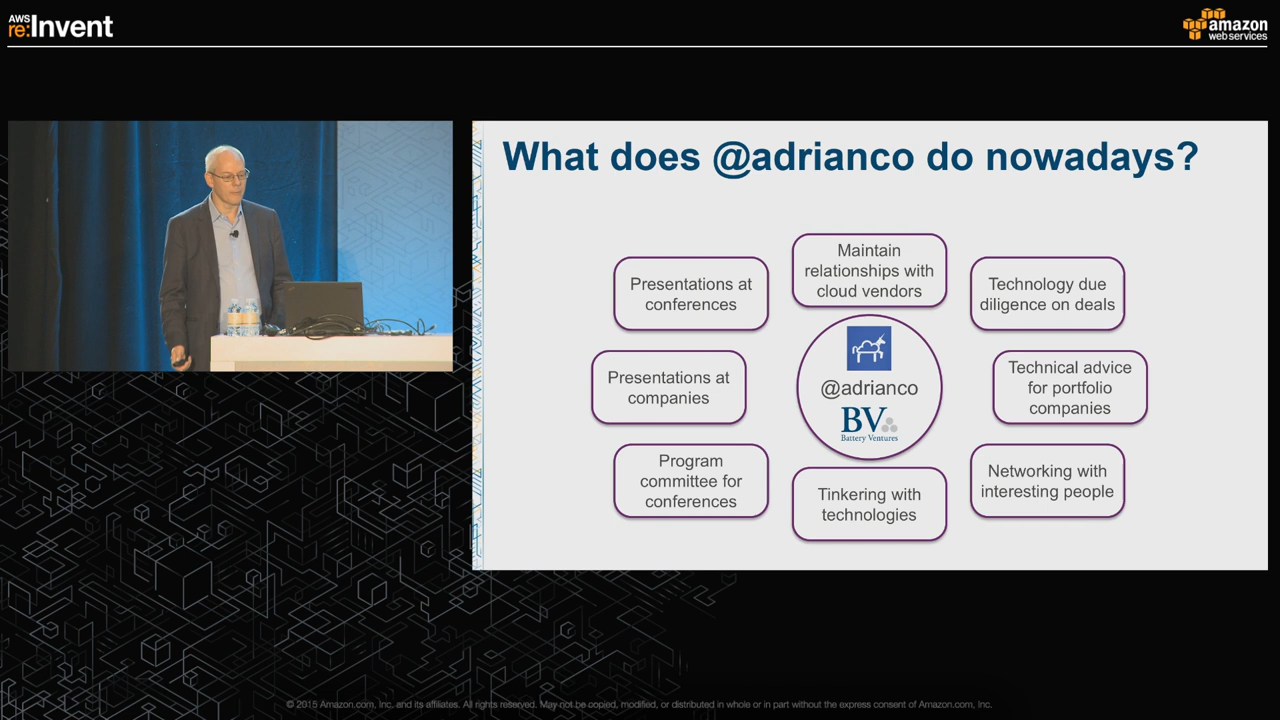 AWS
re:Invent
amazon
web services
What does @adrianco do nowadays?
Maintain
relationships with
cloud vendors
Presentations at
conferences
Technology due
diligence on deals
Presentations at
companies
@adrianco
BV
Battery Ventures
Technical advice
for portfolio
companies
Program
committee for
conferences
Tinkering with
technologies
Networking with
interesting people
© 2015 Amazon.com, Inc. and its affiliates. All rights reserved. May not be copied, modified, or distributed in whole or in part without the express consent of Amazon.com, Inc.